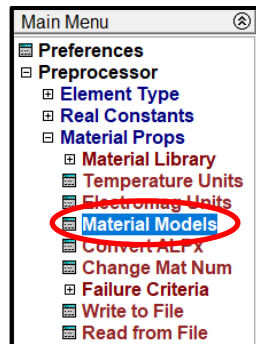 Main Menu
Preferences
Preprocessor
Element Type
Real Constants
Material Props
Material Library
Temperature Units
Electromag Units
Material Models
Convert ALPx
Change Mat Num
Failure Criteria
Write to File
Read from File